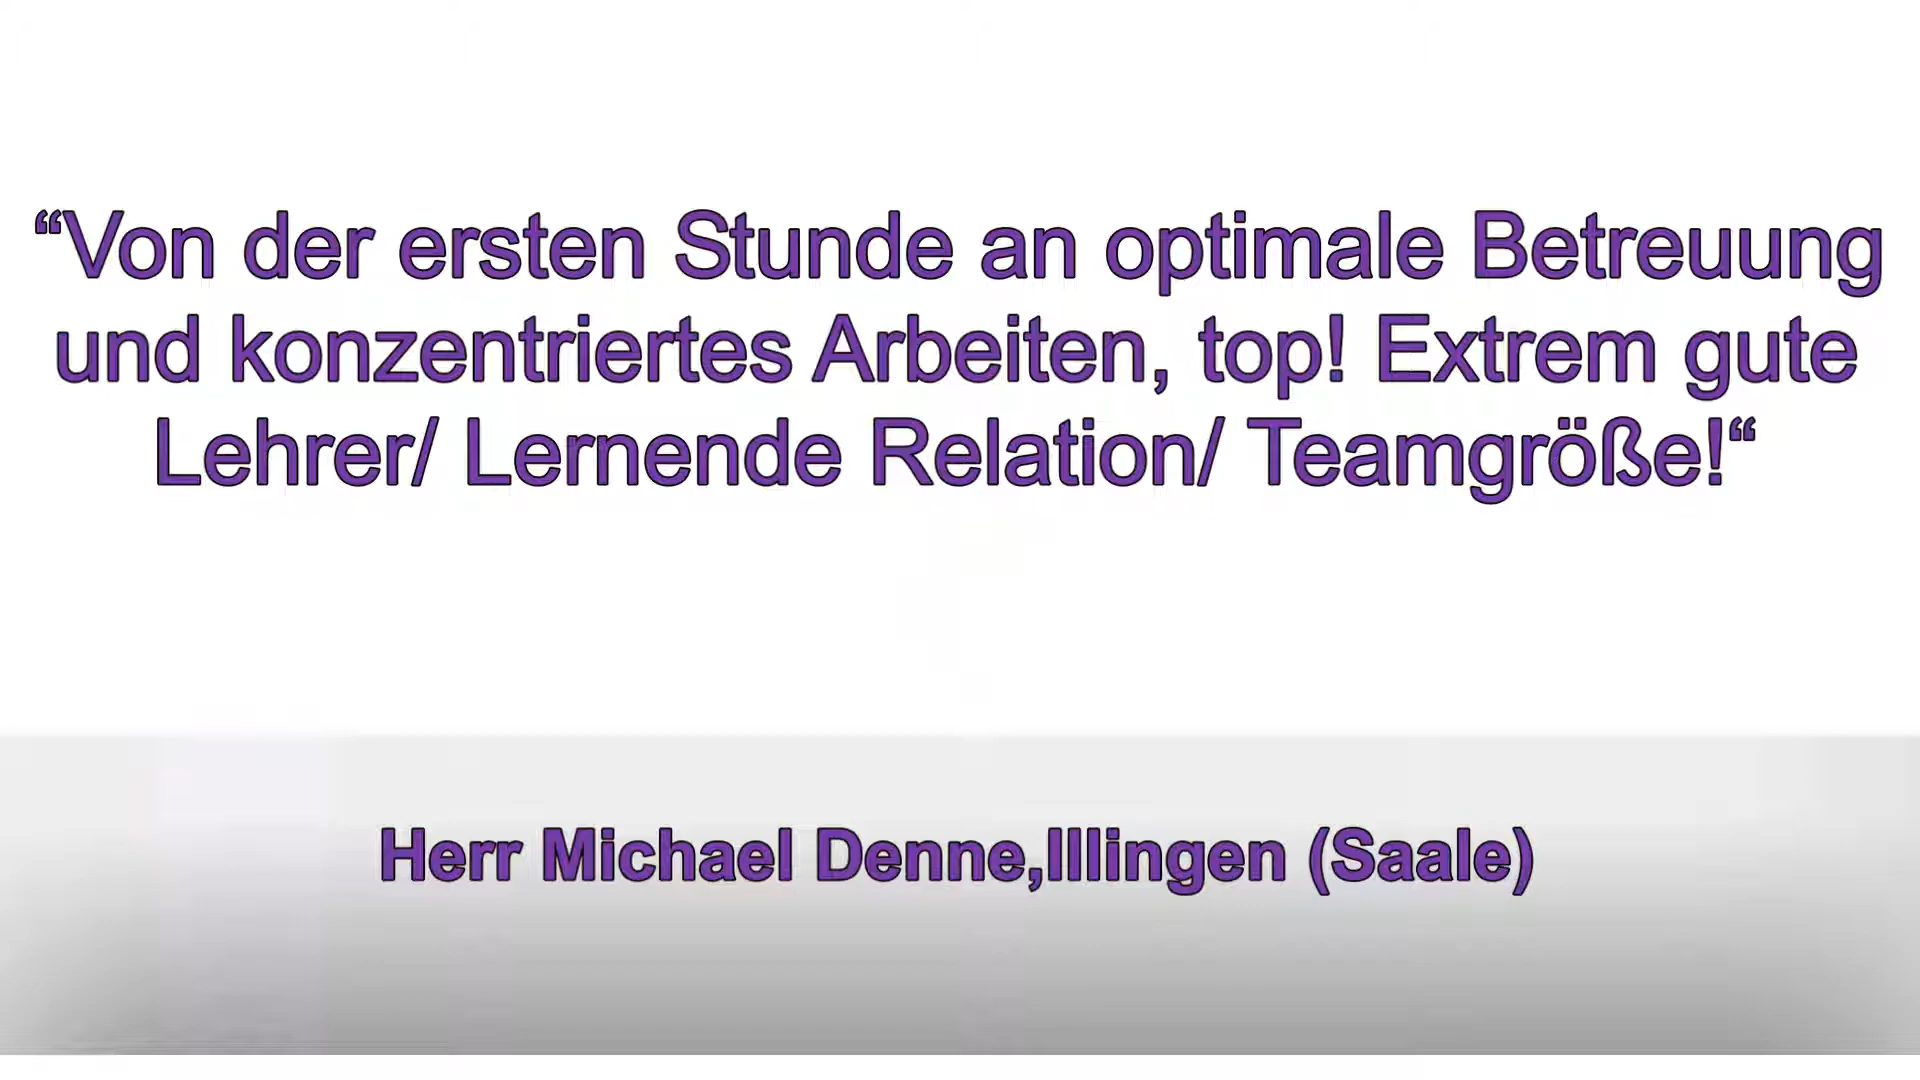 “Von der ersten Stunde an optimale Betreuung
und konzentriertes Arbeiten, top! Extrem gute
Lehrer/ Lernende Relation/ Teamgröße!“
Herr Michael Denne,Illingen (Saale)